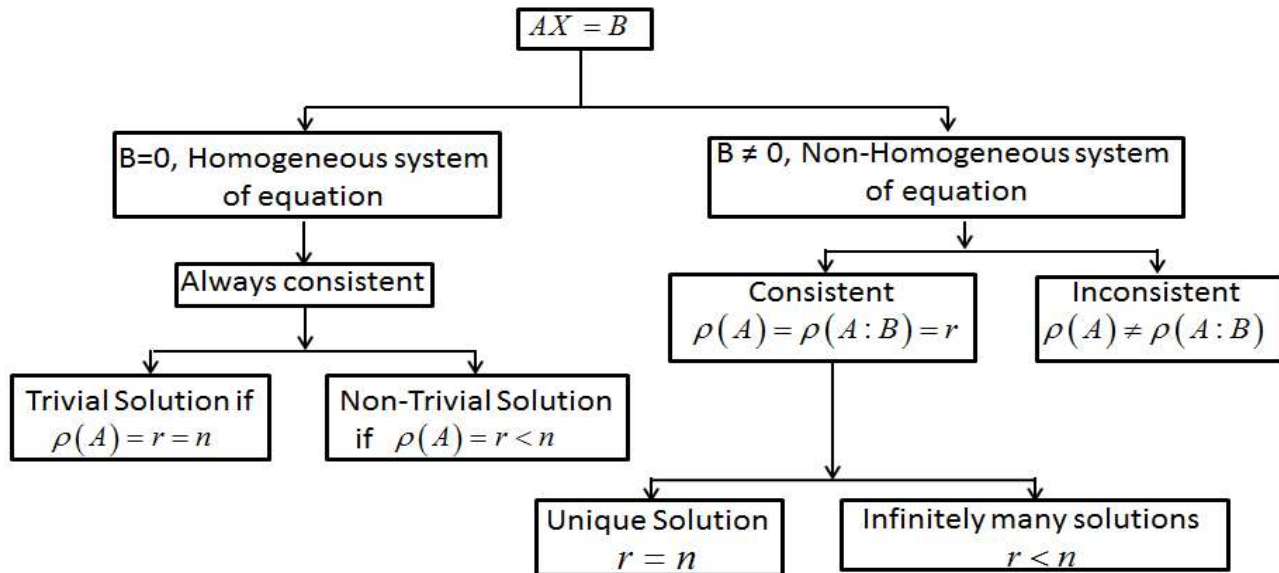 AX = B
B=0, Homogeneous system
of equation
B ≠ 0, Non-Homogeneous system
of equation
Always consistent
Consistent
ρ(A) = ρ(A : B) = r
Inconsistent
ρ(A) ≠ ρ(A : B)
Trivial Solution if
ρ(A) = r = n
Non-Trivial Solution
if ρ(A) = r < n
Unique Solution
r = n
Infinitely many solutions
r < n